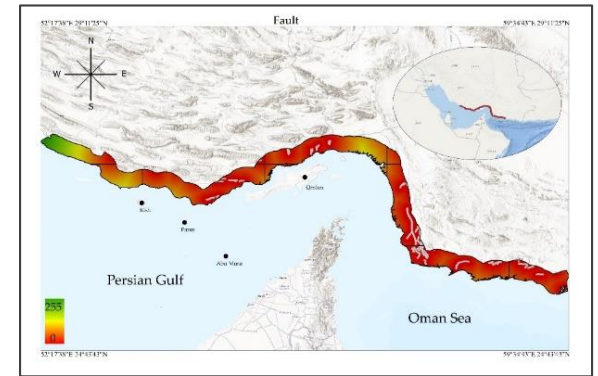 Fault
52°17'38"E 29°11'25"N
59°34'43"E 29°11'25"N
N
W
E
S
Qeshm
Kish
Abu Musa
Persian Gulf
Oman Sea
255
0
52°17'38"E 24°43'43"N
59°34'43"E 24°43'43"N